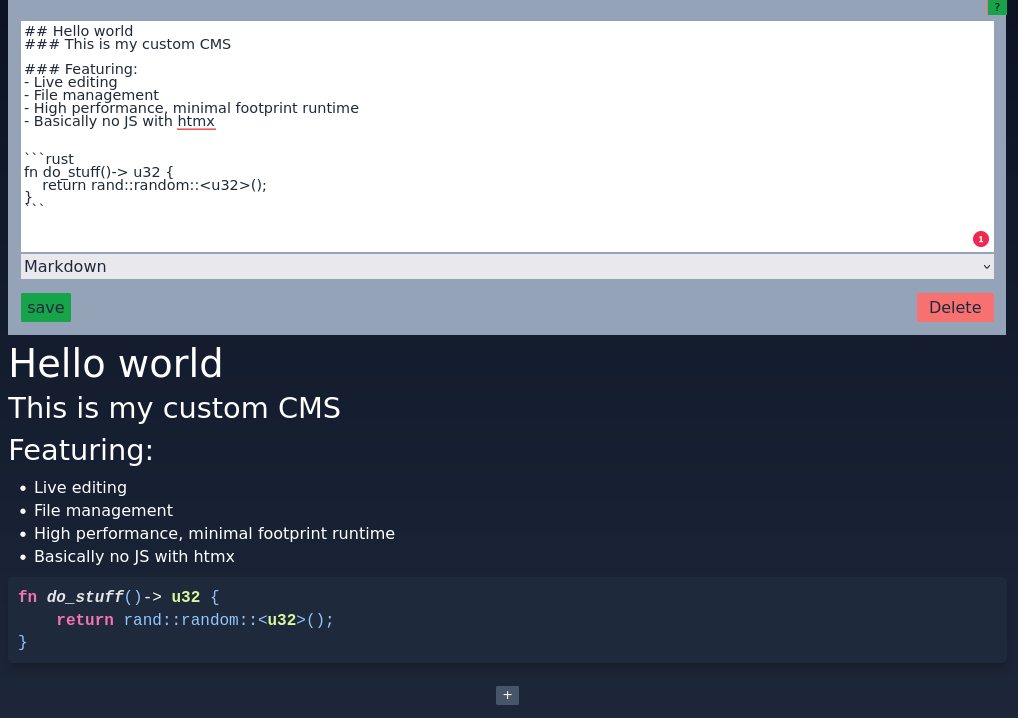 ?
## Hello world
### This is my custom CMS
### Featuring:
- Live editing
- File management
- High performance, minimal footprint runtime
- Basically no JS with htmx
```rust
fn do_stuff()-> u32 {
    return rand::random::<u32>();
}
```
1
Markdown
save Delete
Hello world
This is my custom CMS
Featuring:
• Live editing
• File management
• High performance, minimal footprint runtime
• Basically no JS with htmx
fn do_stuff()-> u32 {
    return rand::random::<u32>();
}
+